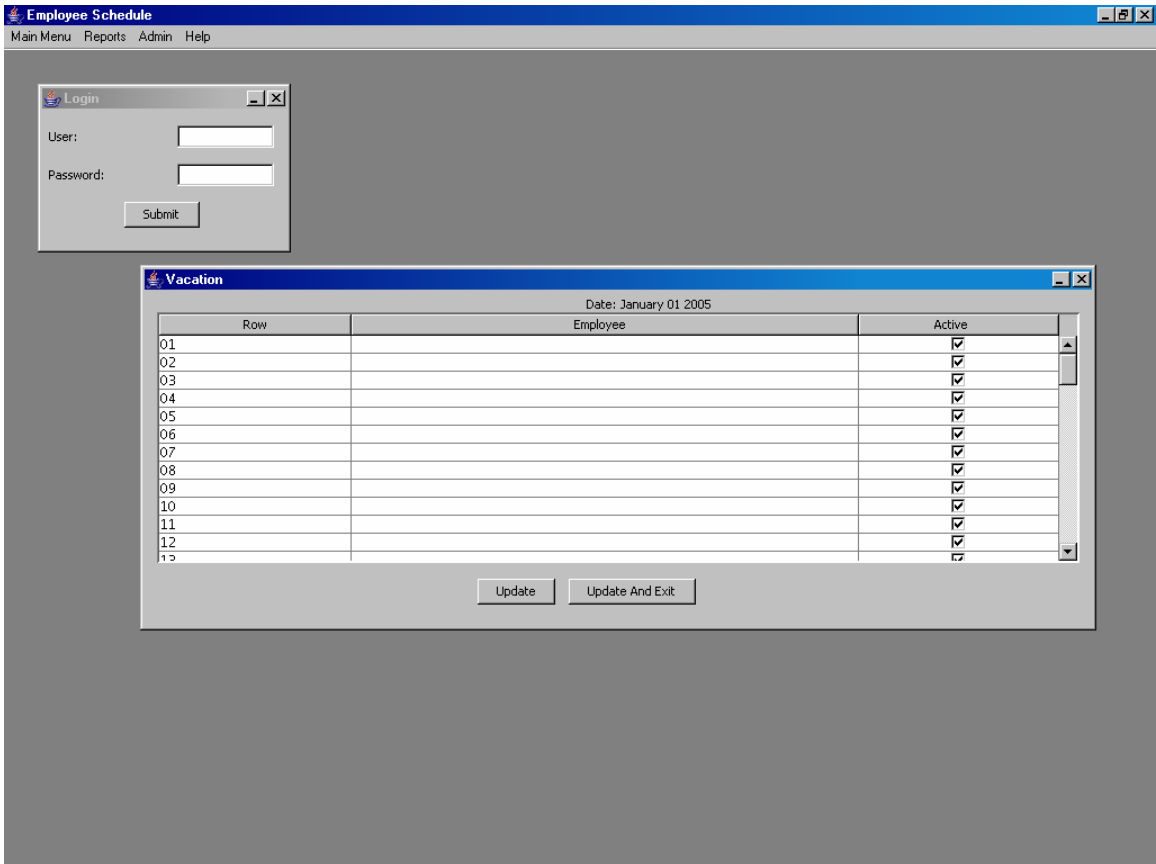 Employee Schedule
Main Menu Reports Admin Help
Login
User:
Password:
Submit
Vacation
Date: January 01 2005
Row Employee Active
01
02
03
04
05
06
07
08
09
10
11
12
13
Update Update And Exit